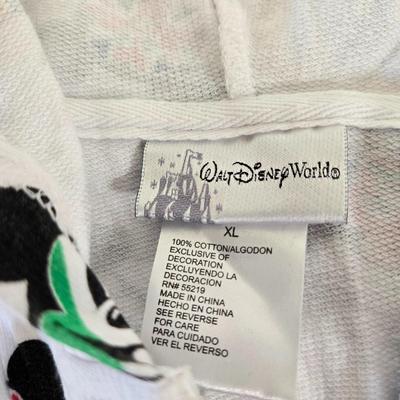 Walt Disney World®
XL
100% COTTON/ALGODON
EXCLUSIVE OF
DECORATION
EXCLUYENDO LA
DECORACION
RN# 55219
MADE IN CHINA
HECHO EN CHINA
SEE REVERSE
FOR CARE
PARA CUIDADO
VER EL REVERSO